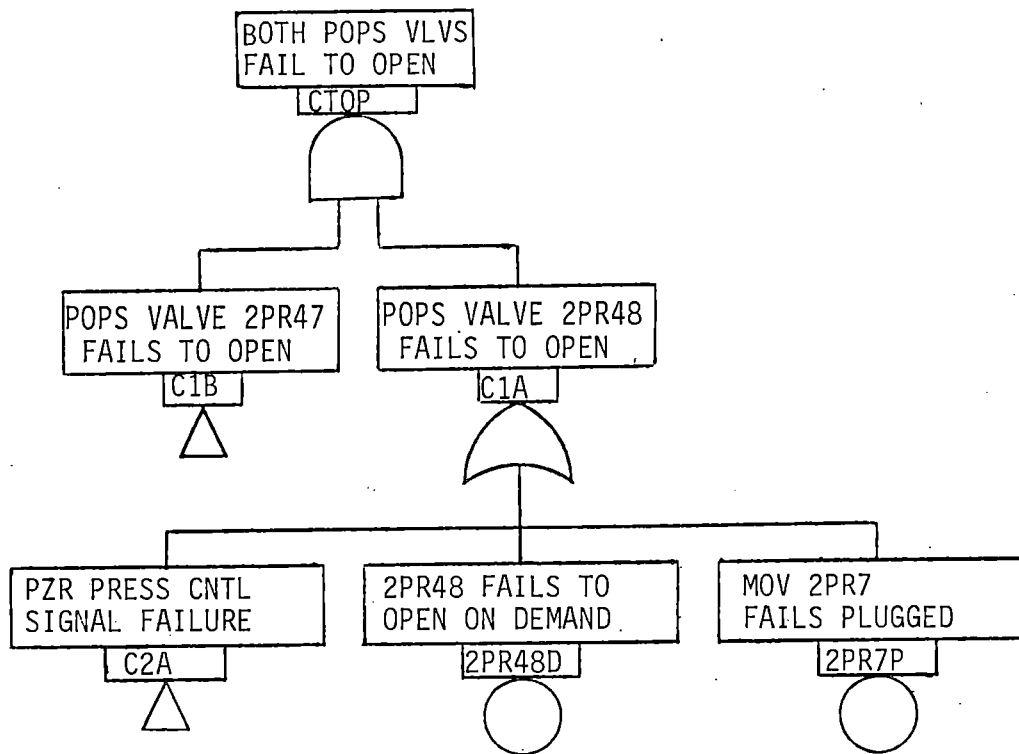 BOTH POPS VLVS
FAIL TO OPEN
CTOP
POPS VALVE 2PR47
FAILS TO OPEN
C1B
POPS VALVE 2PR48
FAILS TO OPEN
C1A
PZR PRESS CNTL
SIGNAL FAILURE
C2A
2PR48 FAILS TO
OPEN ON DEMAND
2PR48D
MOV 2PR7
FAILS PLUGGED
2PR7P